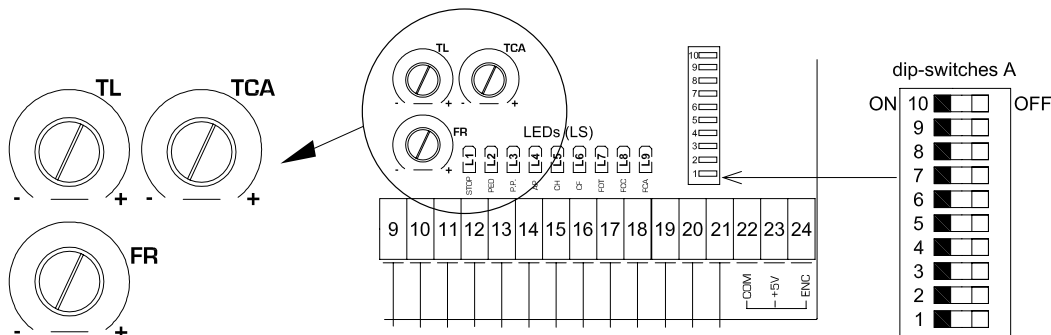 TL
TCA
- +
- +
FR
- +
TL
TCA
- +
- +
FR
- +
LEDs (LS)
L1 L2 L3 L4 L5 L6 L7 L8 L9
STOP PED P.P. AP CH CF FOT FCC FCA
9 10 11 12 13 14 15 16 17 18 19 20 21 22 23 24
COM
+5V
ENC
10
9
8
7
6
5
4
3
2
1
dip-switches A
ON 10 OFF
9
8
7
6
5
4
3
2
1